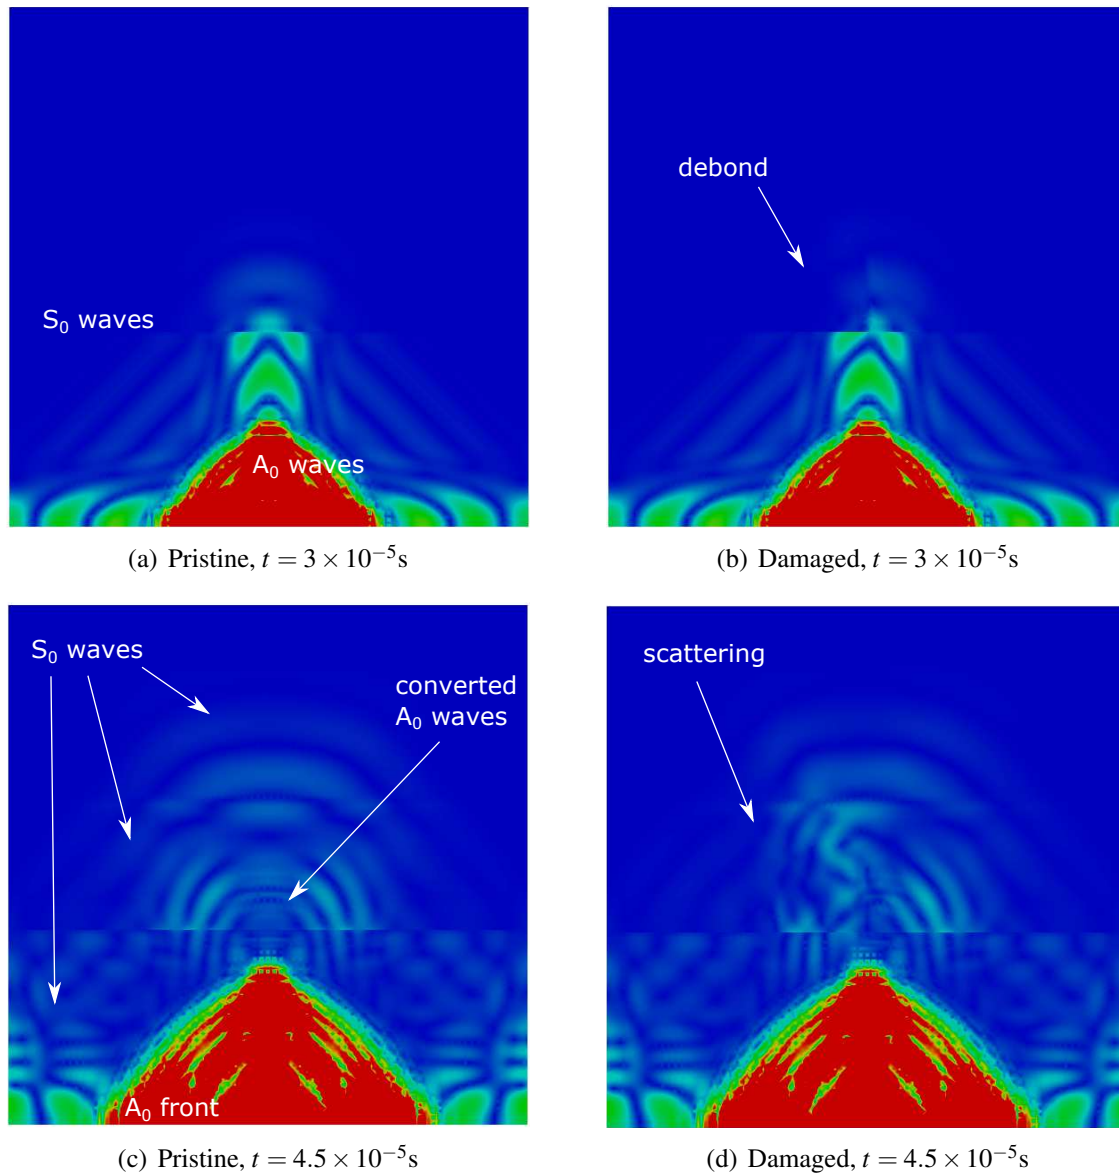 debond
S₀ waves
A₀ waves
(a) Pristine, t = 3 × 10⁻⁵s
(b) Damaged, t = 3 × 10⁻⁵s
S₀ waves
converted
A₀ waves
scattering
A₀ front
(c) Pristine, t = 4.5 × 10⁻⁵s
(d) Damaged, t = 4.5 × 10⁻⁵s